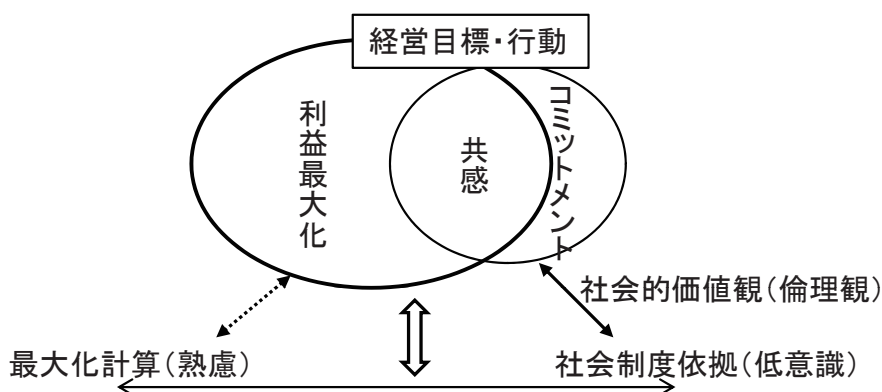 経営目標・行動
利益最大化
共感
コミットメント
社会的価値観(倫理観)
最大化計算(熟慮)
社会制度依拠(低意識)